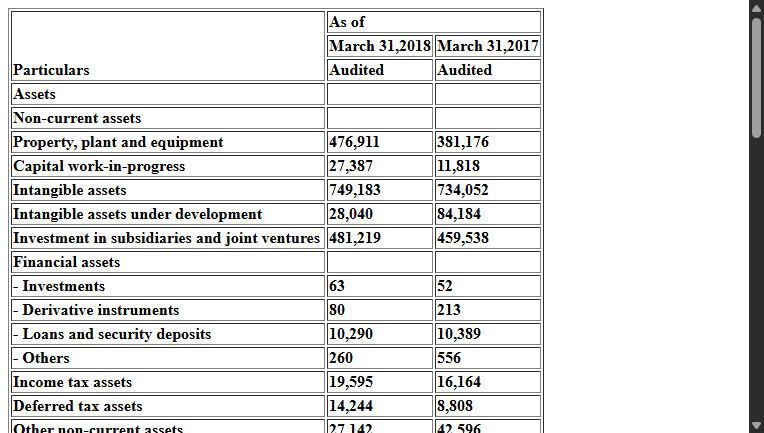 As of
March 31,2018 March 31,2017
Particulars Audited Audited
Assets
Non-current assets
Property, plant and equipment 476,911 381,176
Capital work-in-progress 27,387 11,818
Intangible assets 749,183 734,052
Intangible assets under development 28,040 84,184
Investment in subsidiaries and joint ventures 481,219 459,538
Financial assets
- Investments 63 52
- Derivative instruments 80 213
- Loans and security deposits 10,290 10,389
- Others 260 556
Income tax assets 19,595 16,164
Deferred tax assets 14,244 8,808
Other non-current assets 27,142 42,596